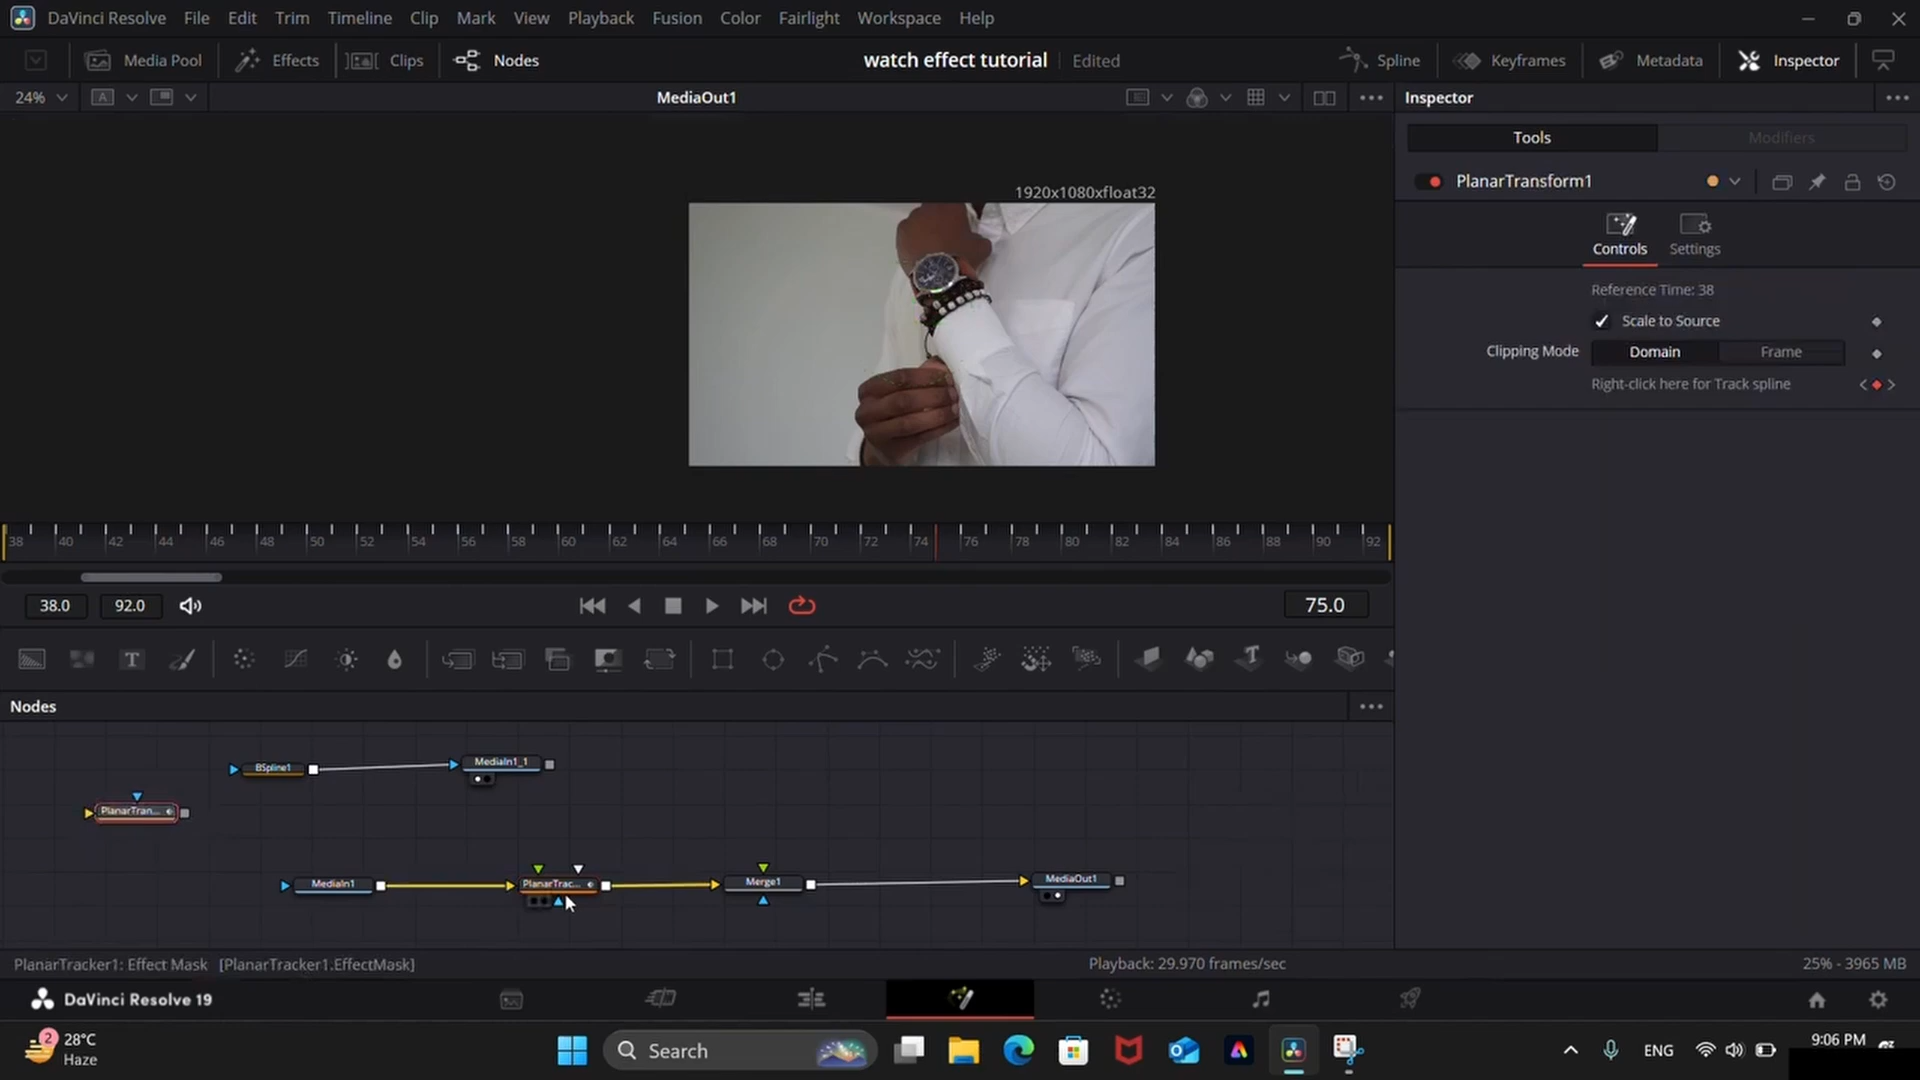 DaVinci Resolve File Edit Trim Timeline Clip Mark View Playback Fusion Color Fairlight Workspace Help
Media Pool Effects Clips Nodes watch effect tutorial Edited Spline Keyframes Metadata Inspector
24% A MediaOut1 Inspector
Tools Modifiers
PlanarTransform1
1920x1080xfloat32
Controls Settings
Reference Time: 38
Scale to Source
Clipping Mode Domain Frame
Right-click here for Track spline
38 40 42 44 46 48 50 52 54 56 58 60 62 64 66 68 70 72 74 76 78 80 82 84 86 88 90 92
38.0 92.0 75.0
T T
Nodes
BSpline1 MediaIn1_1
PlanarTran...
MediaIn1 PlanarTrac... Merge1 MediaOut1
PlanarTracker1: Effect Mask [PlanarTracker1.EffectMask] Playback: 29.970 frames/sec 25% - 3965 MB
DaVinci Resolve 19
2 28°C
Haze
Search
ENG
9:06 PM